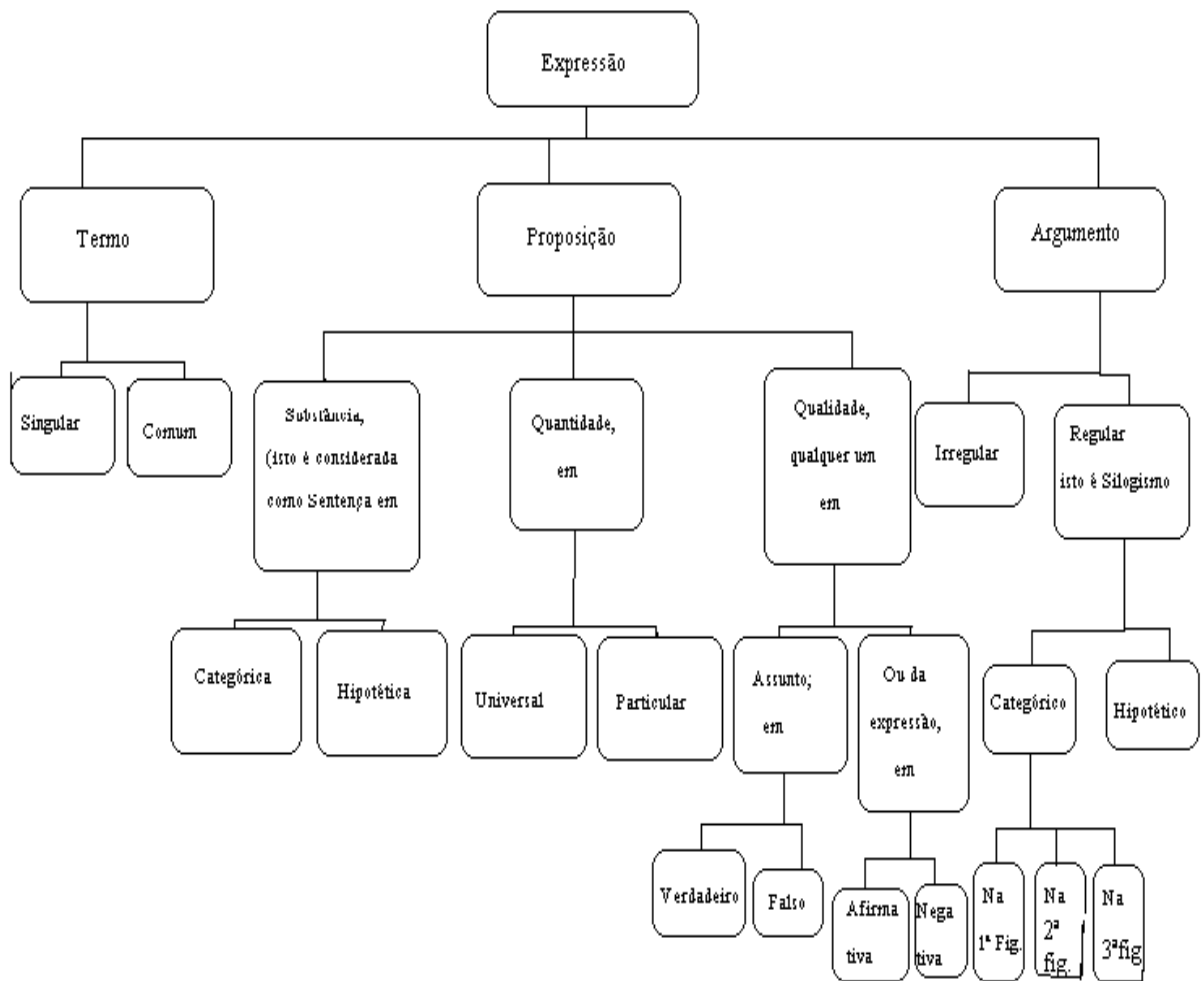 Expressão
Termo
Proposição
Argumento
Singular
Comum
Substância,
(isto é considerada
como Sentença em
Quantidade,
em
Qualidade,
qualquer um
em
Irregular
Regular
isto é Silogismo
Categórica
Hipotética
Universal
Particular
Assunto;
em
Ou da
expressão,
em
Categórico
Hipotético
Verdadeiro
Falso
Afirma
tiva
Nega
tiva
Na
1ª Fig.
Na
2ª
fig.
Na
3ªfig